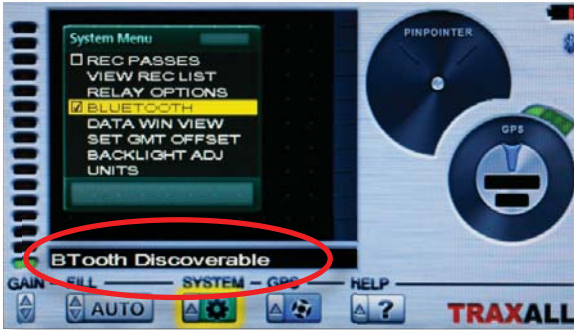 System Menu
REC PASSES
VIEW REC LIST
RELAY OPTIONS
BLUETOOTH
DATA WIN VIEW
SET GMT OFFSET
BACKLIGHT ADJ
UNITS
PINPOINTER
GPS
BTooth Discoverable
GAIN FILL SYSTEM GPS HELP
AUTO ?
TRAXALL